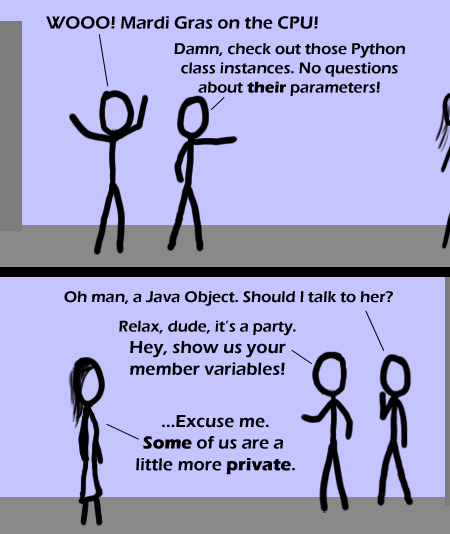 WOOO! Mardi Gras on the CPU!
Damn, check out those Python
class instances. No questions
about their parameters!
Oh man, a Java Object. Should I talk to her?
Relax, dude, it's a party.
Hey, show us your
member variables!
...Excuse me.
Some of us are a
little more private.